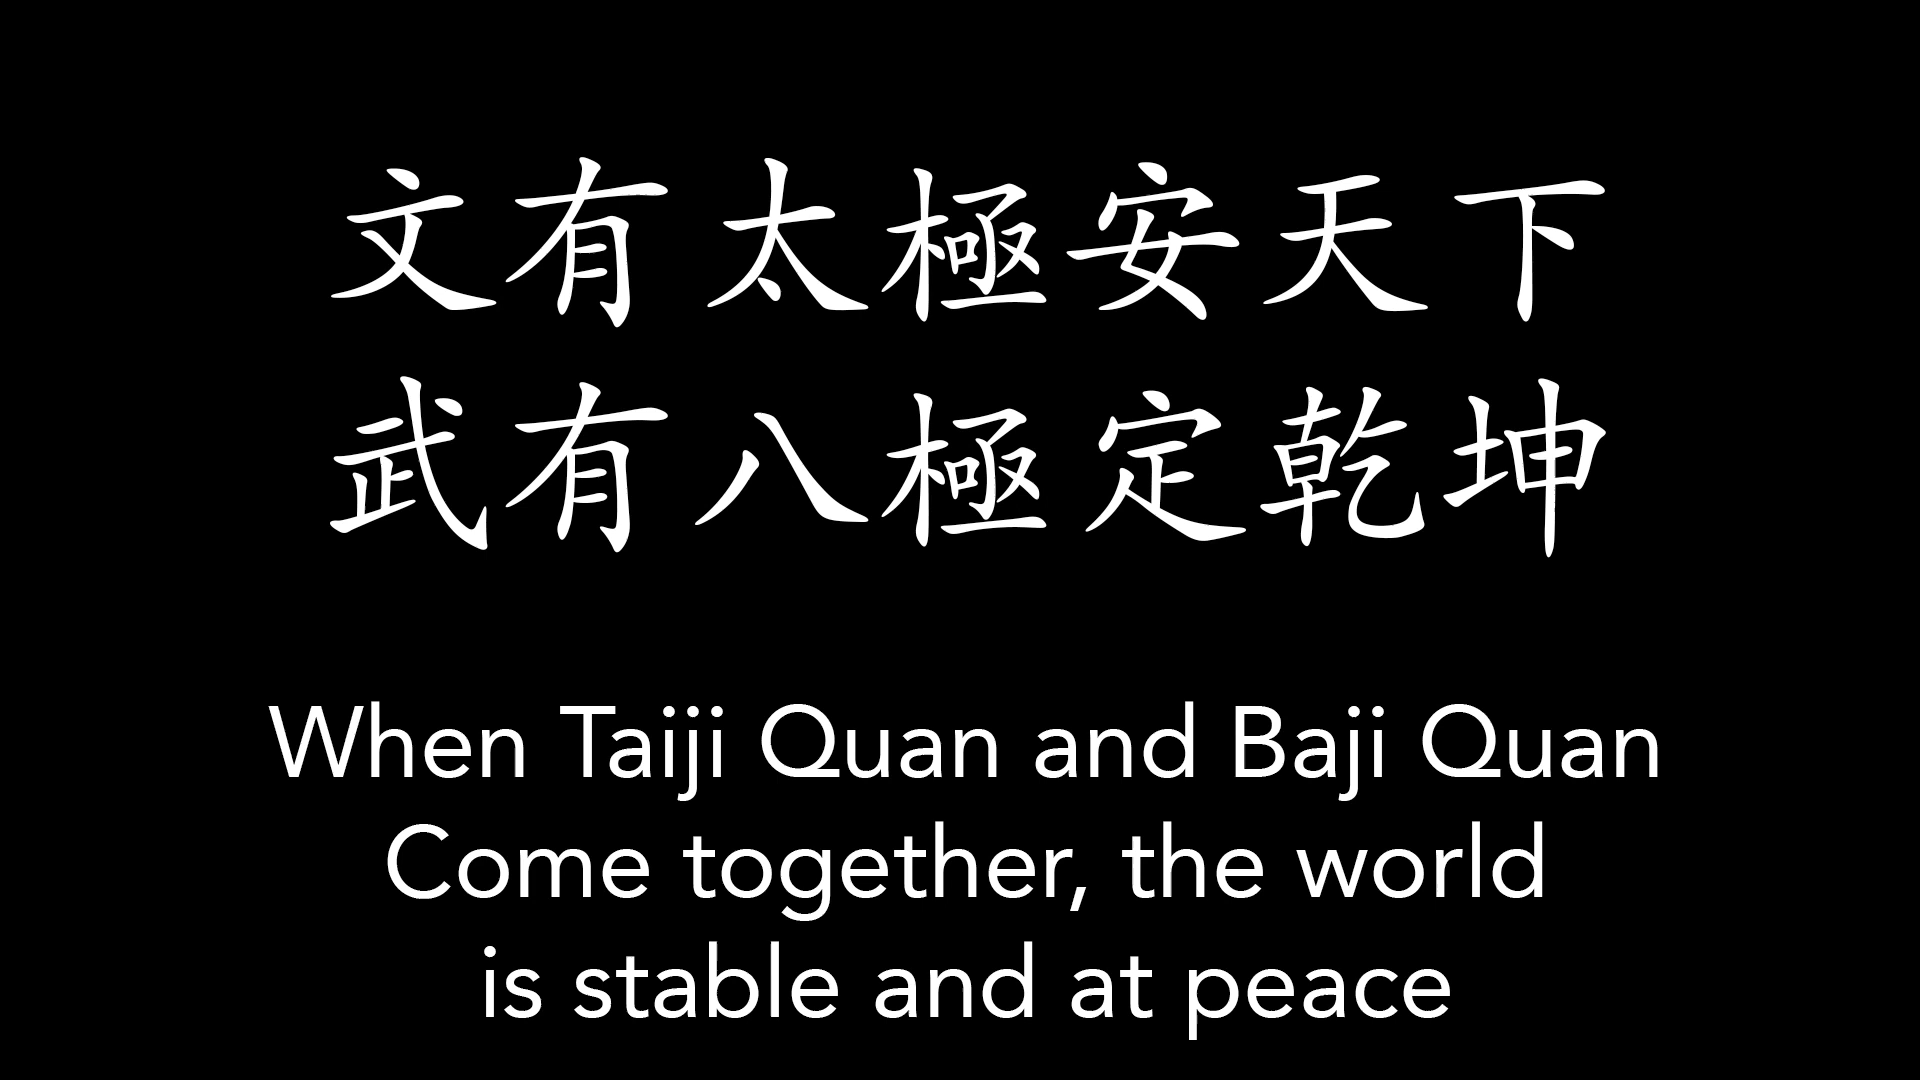 文有太極安天下
武有八極定乾坤
When Taiji Quan and Baji Quan
Come together, the world
is stable and at peace